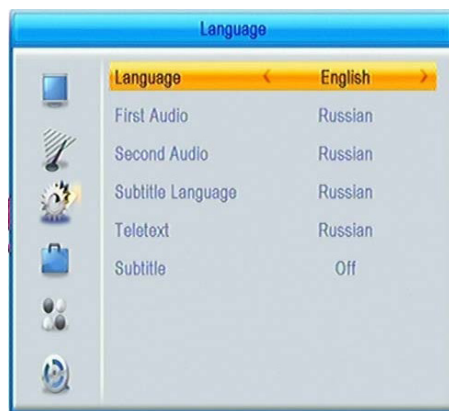 Language
Language < English >
First Audio Russian
Second Audio Russian
Subtitle Language Russian
Teletext Russian
Subtitle Off